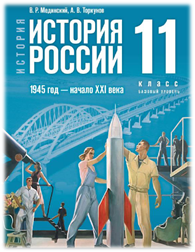 В. Р. Мединский, А. В. Торкунов
ИСТОРИЯ
ИСТОРИЯ
РОССИИ
11
КЛАСС
БАЗОВЫЙ УРОВЕНЬ
1945 год — начало XXI века